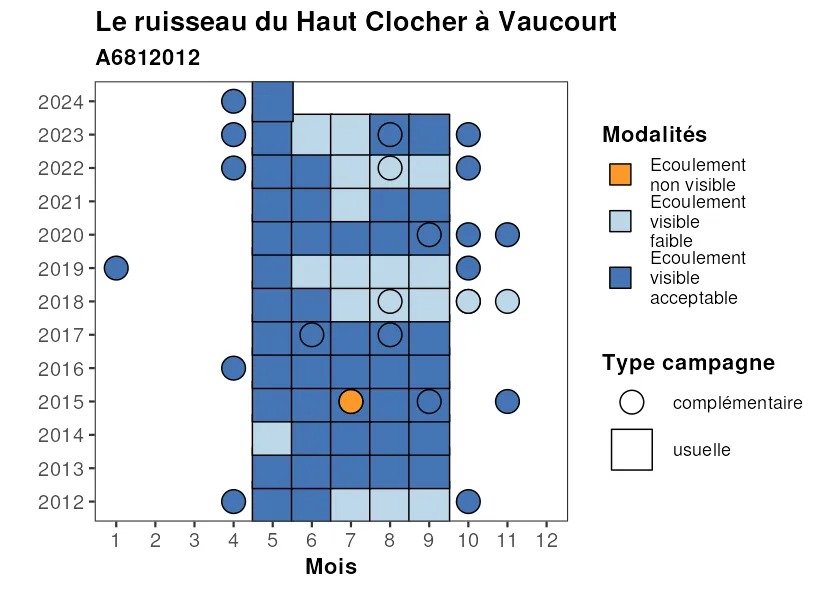 Le ruisseau du Haut Clocher à Vaucourt
A6812012
2024
2023
2022
2021
2020
2019
2018
2017
2016
2015
2014
2013
2012
1 2 3 4 5 6 7 8 9 10 11 12
Mois
Modalités
Ecoulement
non visible
Ecoulement
visible
faible
Ecoulement
visible
acceptable
Type campagne
complémentaire
usuelle